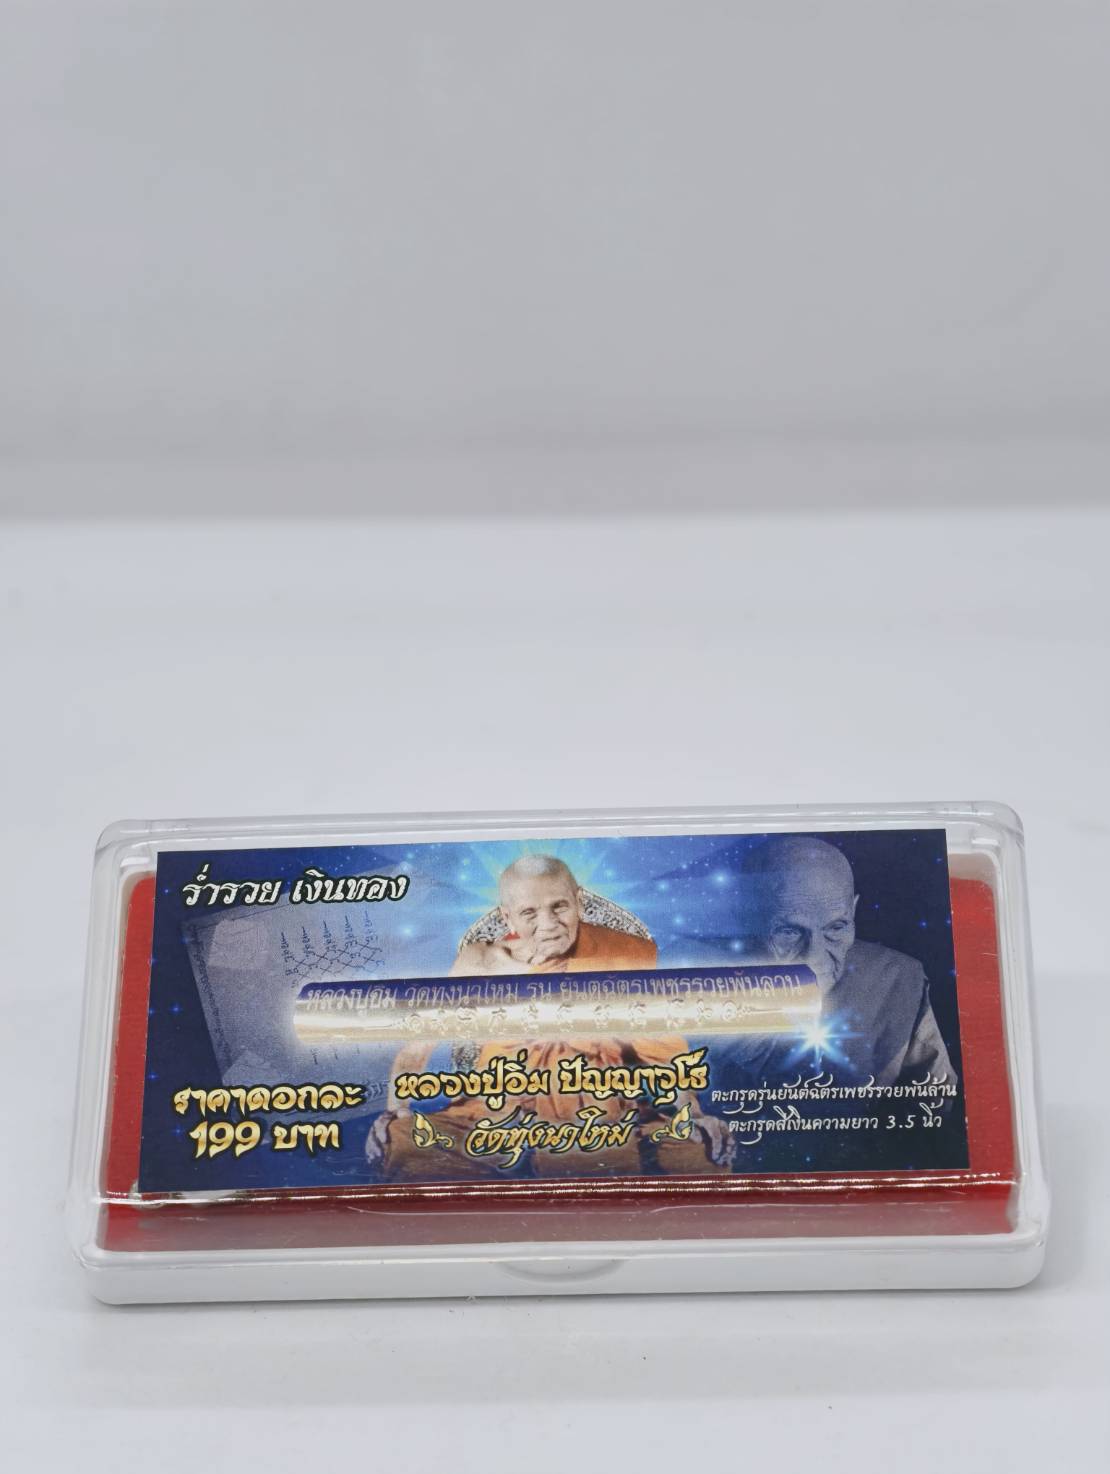 ร่ำรวย เงินทอง
หลวงปู่อิ่ม วัดทุ่งนาใหม่ รุ่น ยันต์ฉัตรเพชรรวยพันล้าน
ราคาดอกละ
199 บาท
หลวงปู่อิ่ม ปัญญาวุโธ
วัดทุ่งนาใหม่
ตะกรุดรุ่นยันต์ฉัตรเพชรรวยพันล้าน
ตะกรุดสีเงินความยาว 3.5 นิ้ว